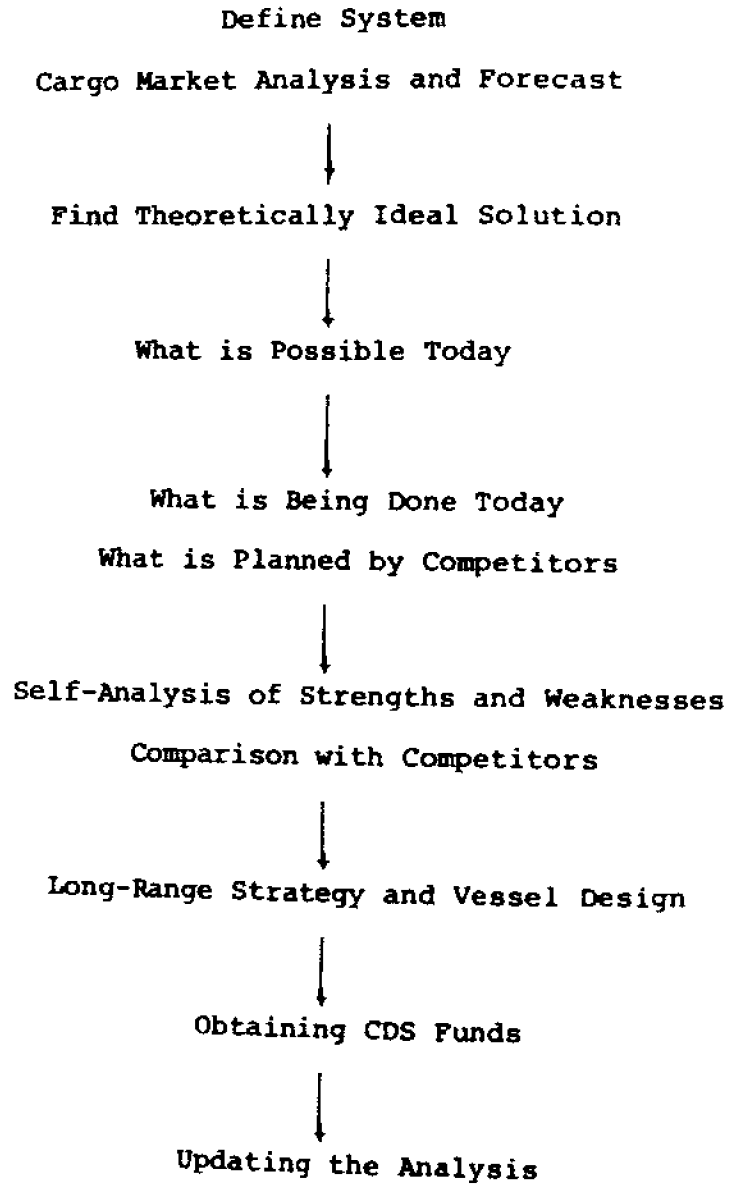 Define System
Cargo Market Analysis and Forecast
Find Theoretically Ideal Solution
What is Possible Today
What is Being Done Today
What is Planned by Competitors
Self-Analysis of Strengths and Weaknesses
Comparison with Competitors
Long-Range Strategy and Vessel Design
Obtaining CDS Funds
Updating the Analysis